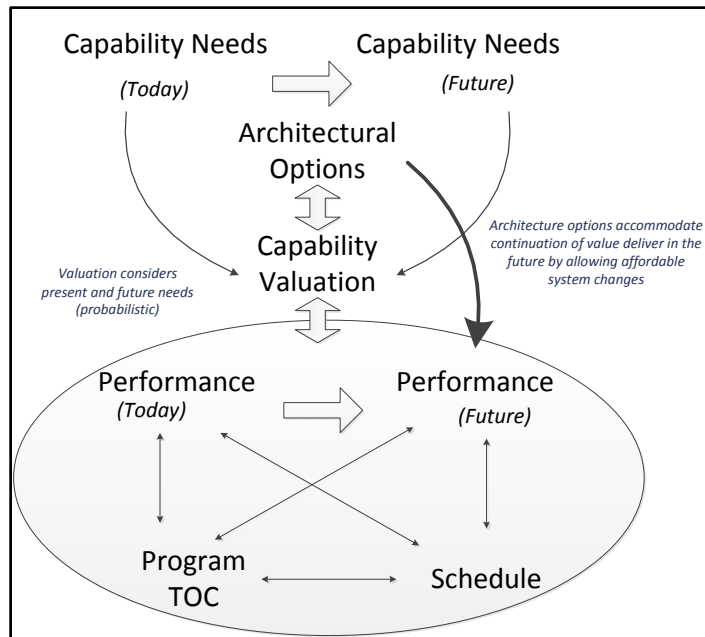 Capability Needs
(Today)
Capability Needs
(Future)
Architectural
Options
Capability
Valuation
Valuation considers
present and future needs
(probabilistic)
Architecture options accommodate
continuation of value deliver in the
future by allowing affordable
system changes
Performance
(Today)
Performance
(Future)
Program
TOC
Schedule